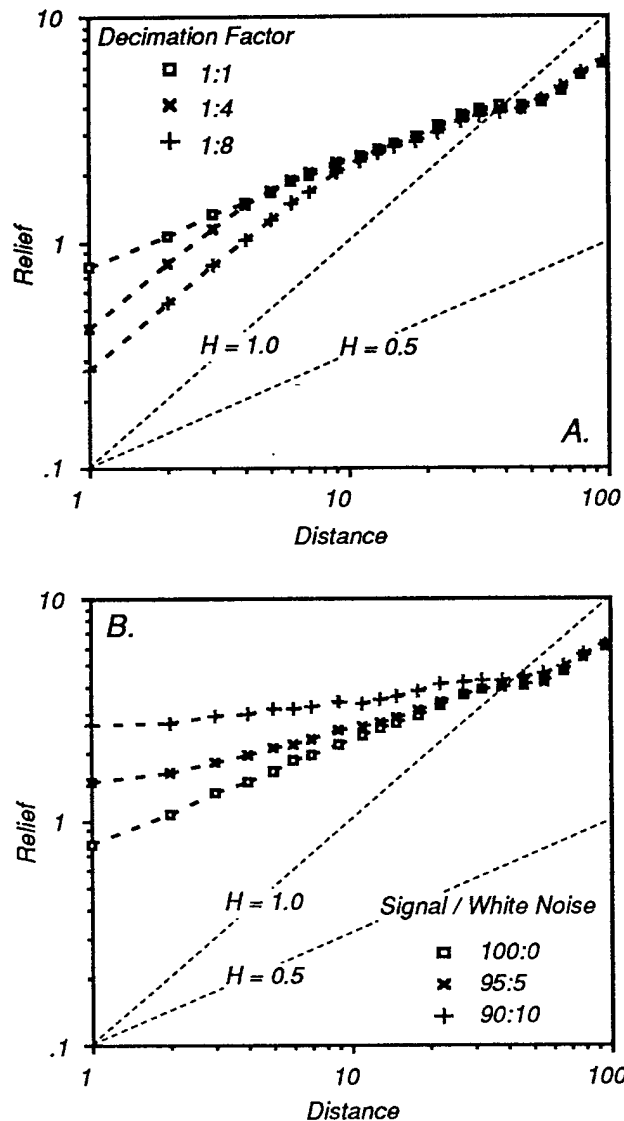 10
Decimation Factor
1:1
1:4
1:8
1
Relief
H = 1.0
H = 0.5
A.
.1
1
10
100
Distance
10
B.
1
Relief
H = 1.0
Signal / White Noise
100:0
H = 0.5
95:5
90:10
.1
1
10
100
Distance